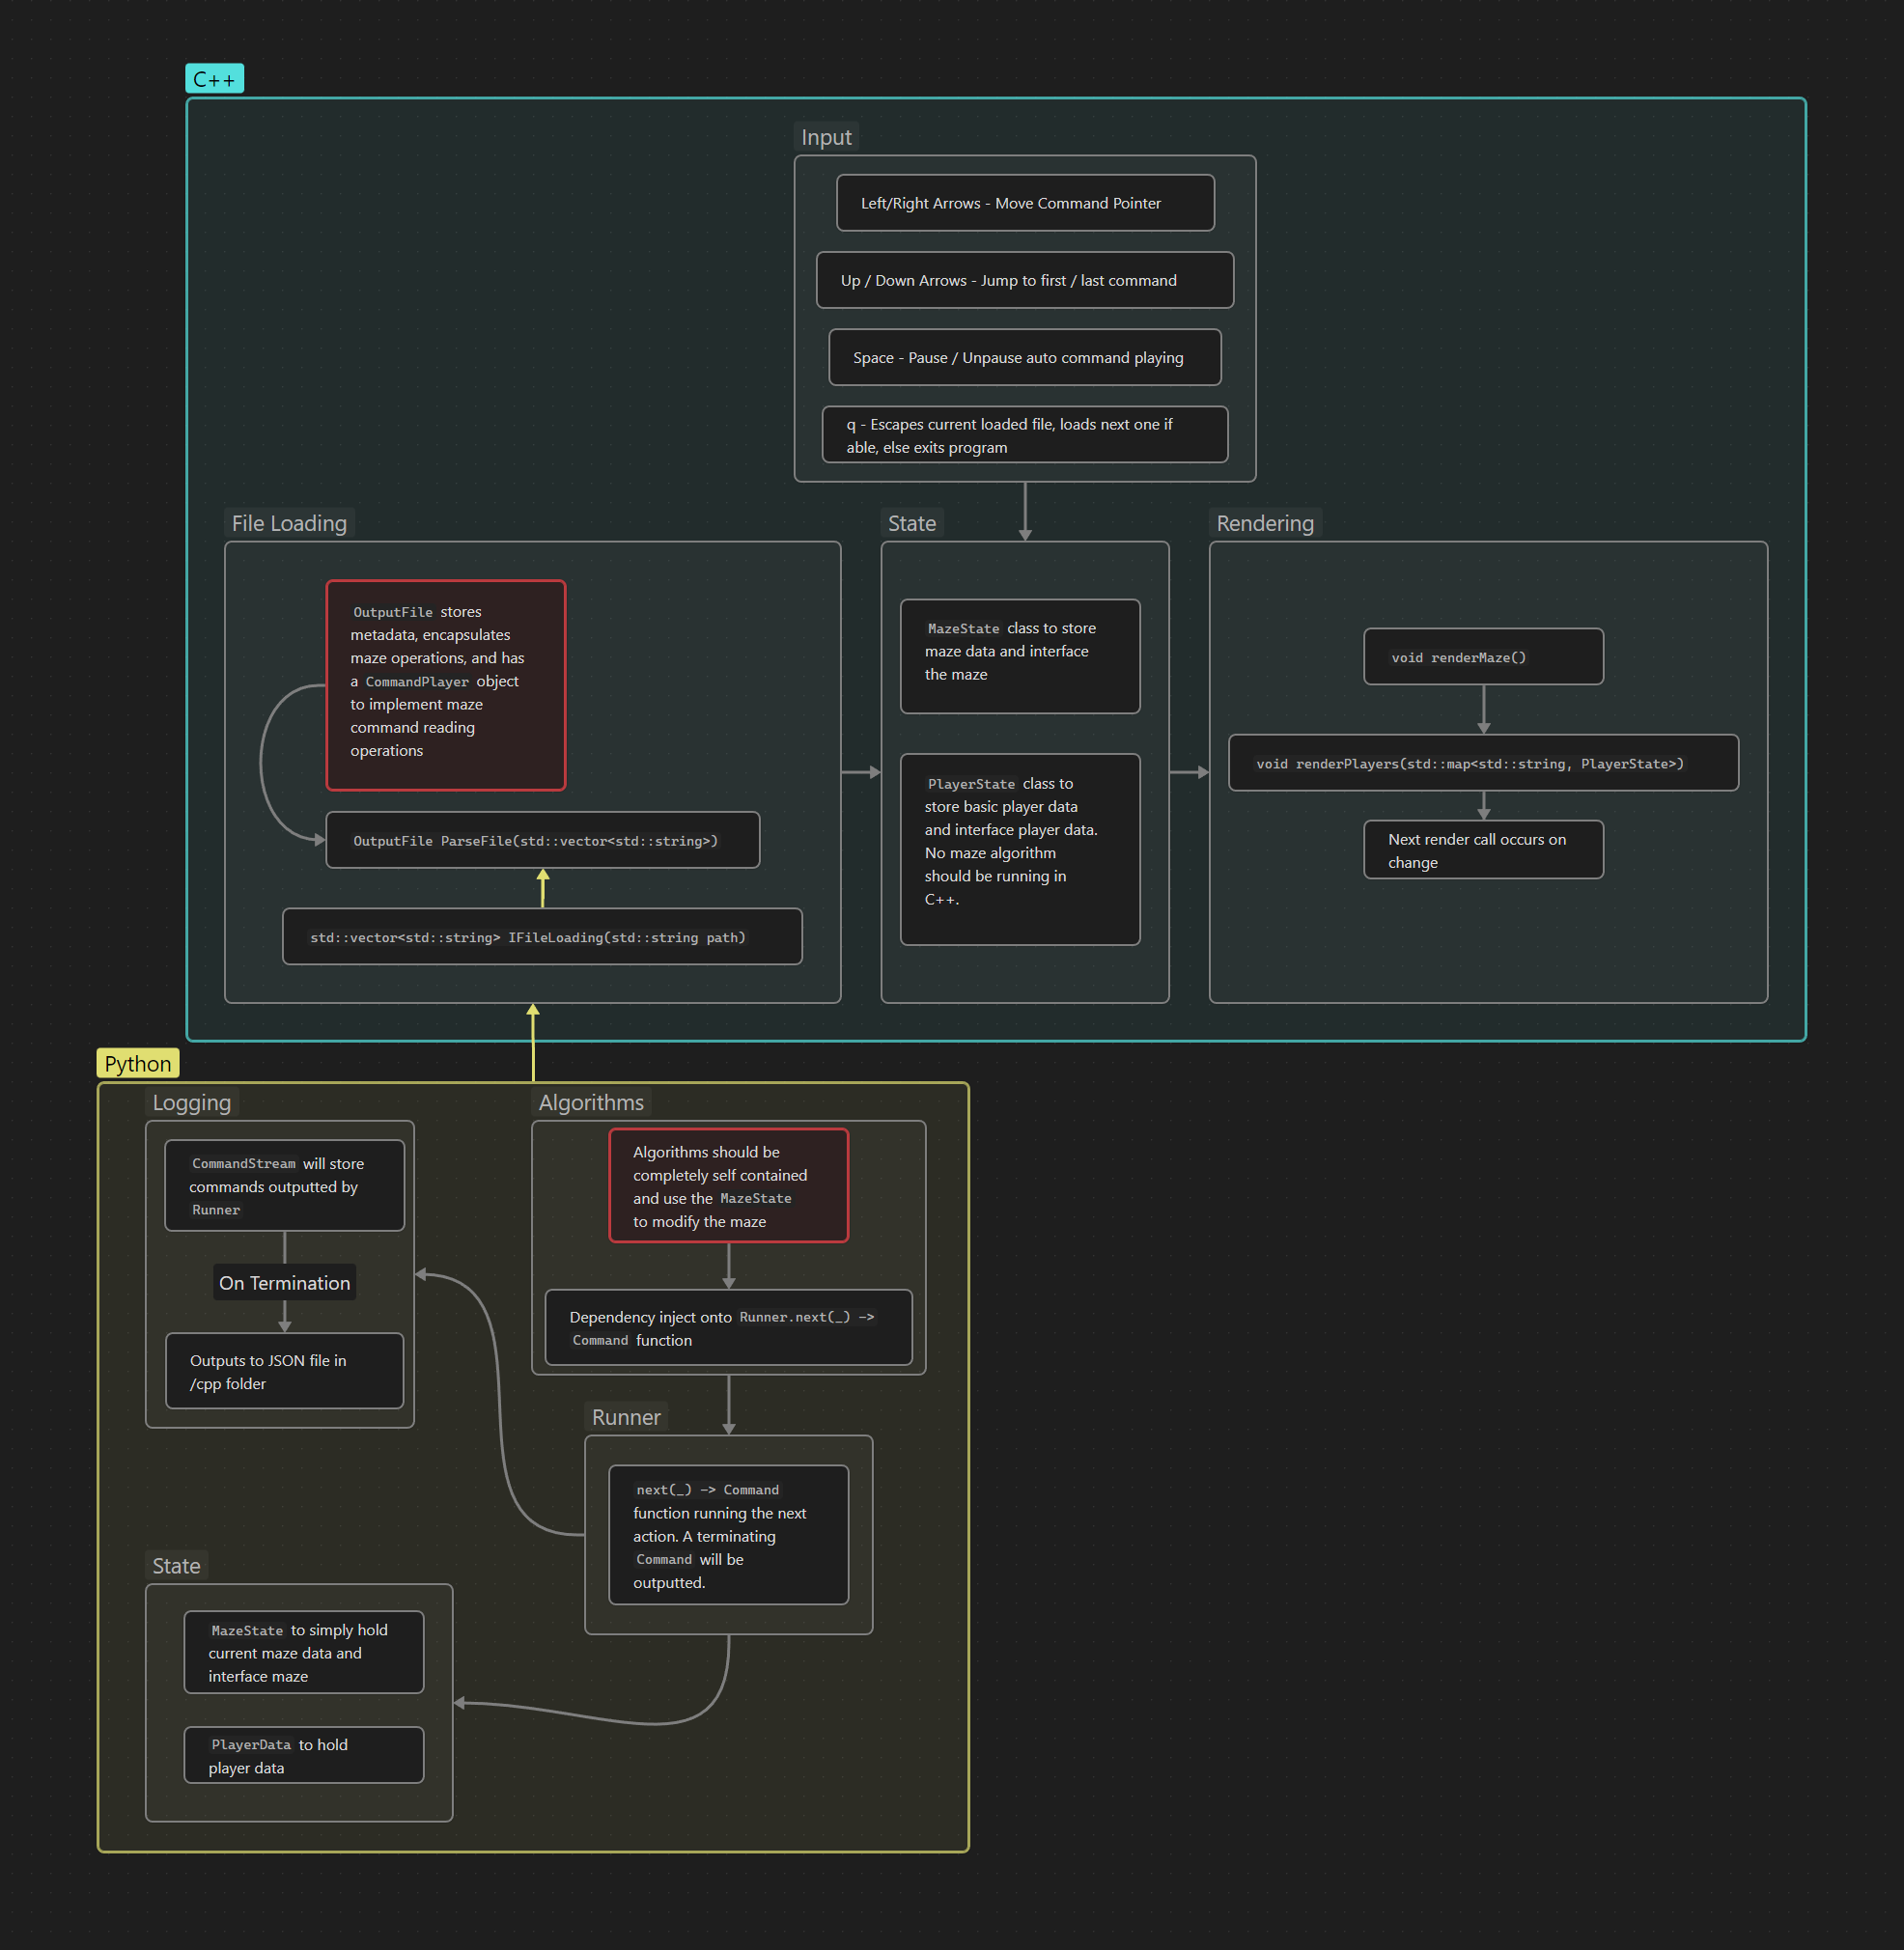 C++
Input
Left/Right Arrows - Move Command Pointer
Up / Down Arrows - Jump to first / last command
Space - Pause / Unpause auto command playing
q - Escapes current loaded file, loads next one if
able, else exits program
File Loading
OutputFile stores
metadata, encapsulates
maze operations, and has
a CommandPlayer object
to implement maze
command reading
operations
OutputFile ParseFile(std::vector<std::string>)
std::vector<std::string> IFileLoading(std::string path)
State
MazeState class to store
maze data and interface
the maze
PlayerState class to
store basic player data
and interface player data.
No maze algorithm
should be running in
C++.
Rendering
void renderMaze()
void renderPlayers(std::map<std::string, PlayerState>)
Next render call occurs on
change
Python
Logging
CommandStream will store
commands outputted by
Runner
On Termination
Outputs to JSON file in
/cpp folder
Algorithms
Algorithms should be
completely self contained
and use the MazeState
to modify the maze
Dependency inject onto Runner.next(_) ->
Command function
Runner
next(_) -> Command
function running the next
action. A terminating
Command will be
outputted.
State
MazeState to simply hold
current maze data and
interface maze
PlayerData to hold
player data